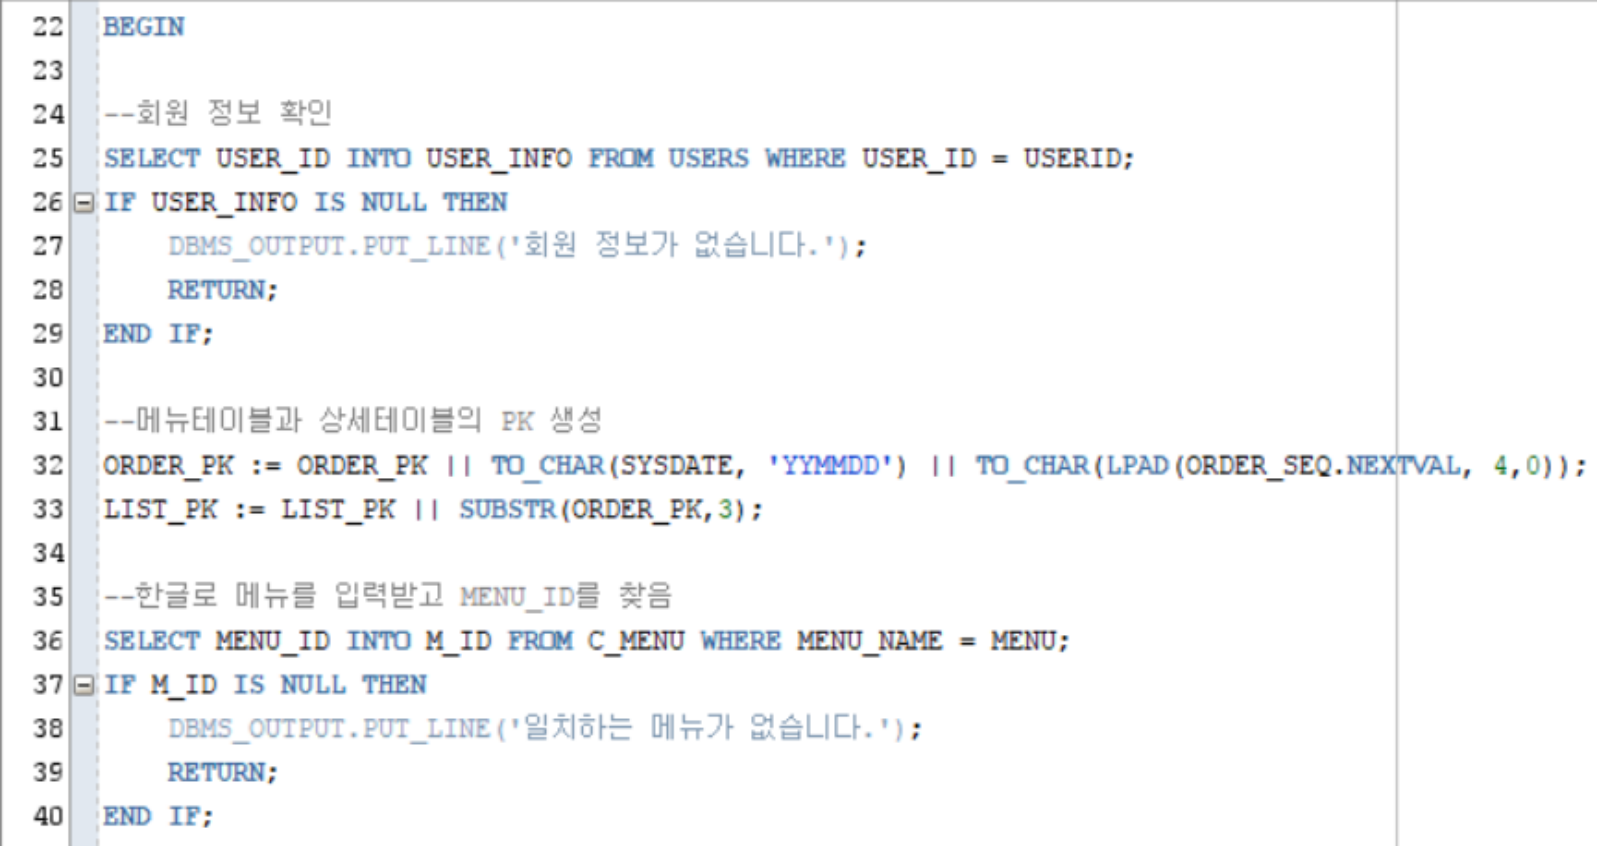 22 BEGIN
23
24 --회원 정보 확인
25 SELECT USER_ID INTO USER_INFO FROM USERS WHERE USER_ID = USERID;
26 IF USER_INFO IS NULL THEN
27 DBMS_OUTPUT.PUT_LINE('회원 정보가 없습니다.');
28 RETURN;
29 END IF;
30
31 --메뉴테이블과 상세테이블의 PK 생성
32 ORDER_PK := ORDER_PK || TO_CHAR(SYSDATE, 'YYMMDD') || TO_CHAR(LPAD(ORDER_SEQ.NEXTVAL, 4,0));
33 LIST_PK := LIST_PK || SUBSTR(ORDER_PK,3);
34
35 --한글로 메뉴를 입력받고 MENU_ID를 찾음
36 SELECT MENU_ID INTO M_ID FROM C_MENU WHERE MENU_NAME = MENU;
37 IF M_ID IS NULL THEN
38 DBMS_OUTPUT.PUT_LINE('일치하는 메뉴가 없습니다.');
39 RETURN;
40 END IF;